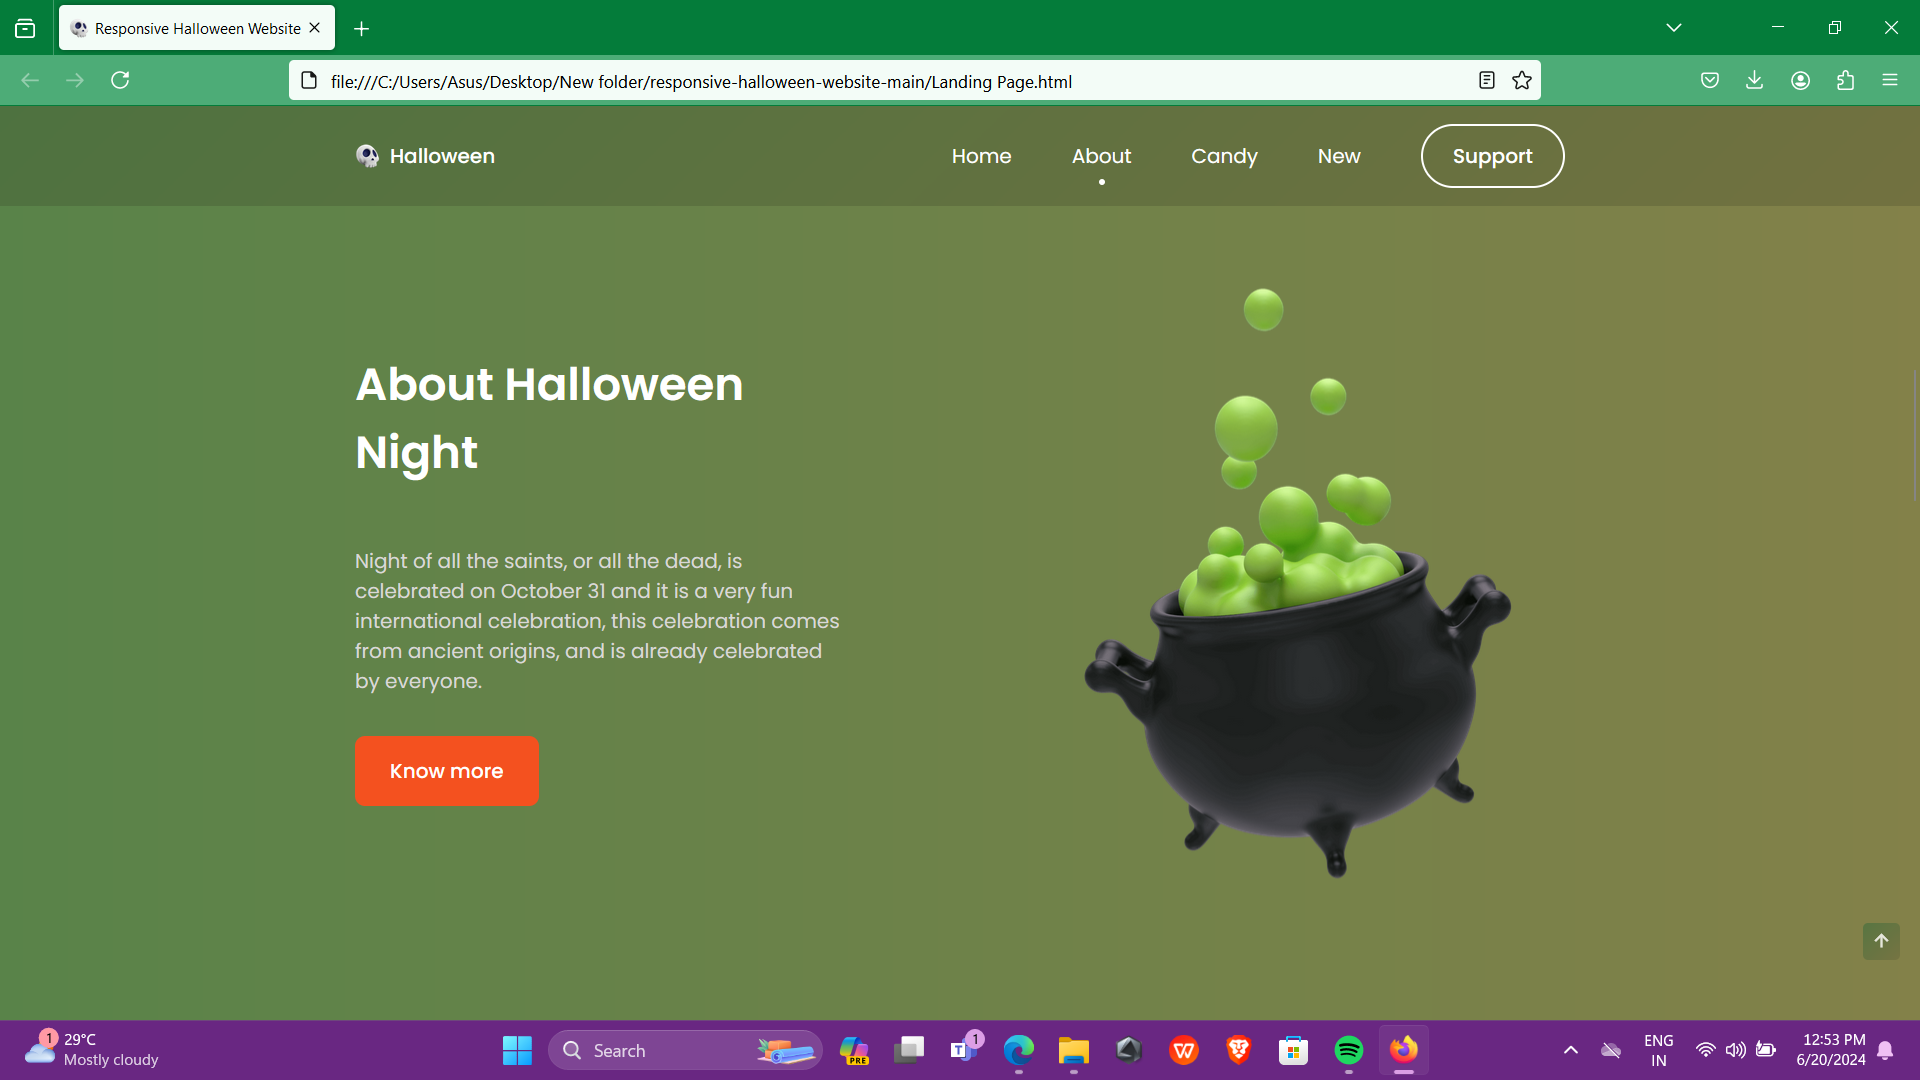 Responsive Halloween Website
file:///C:/Users/Asus/Desktop/New folder/responsive-halloween-website-main/Landing Page.html
Halloween
Home
About
Candy
New
Support
About Halloween
Night
Night of all the saints, or all the dead, is
celebrated on October 31 and it is a very fun
international celebration, this celebration comes
from ancient origins, and is already celebrated
by everyone.
Know more
1
29°C
Mostly cloudy
Search
PRE
T
1
W
ENG
IN
12:53 PM
6/20/2024